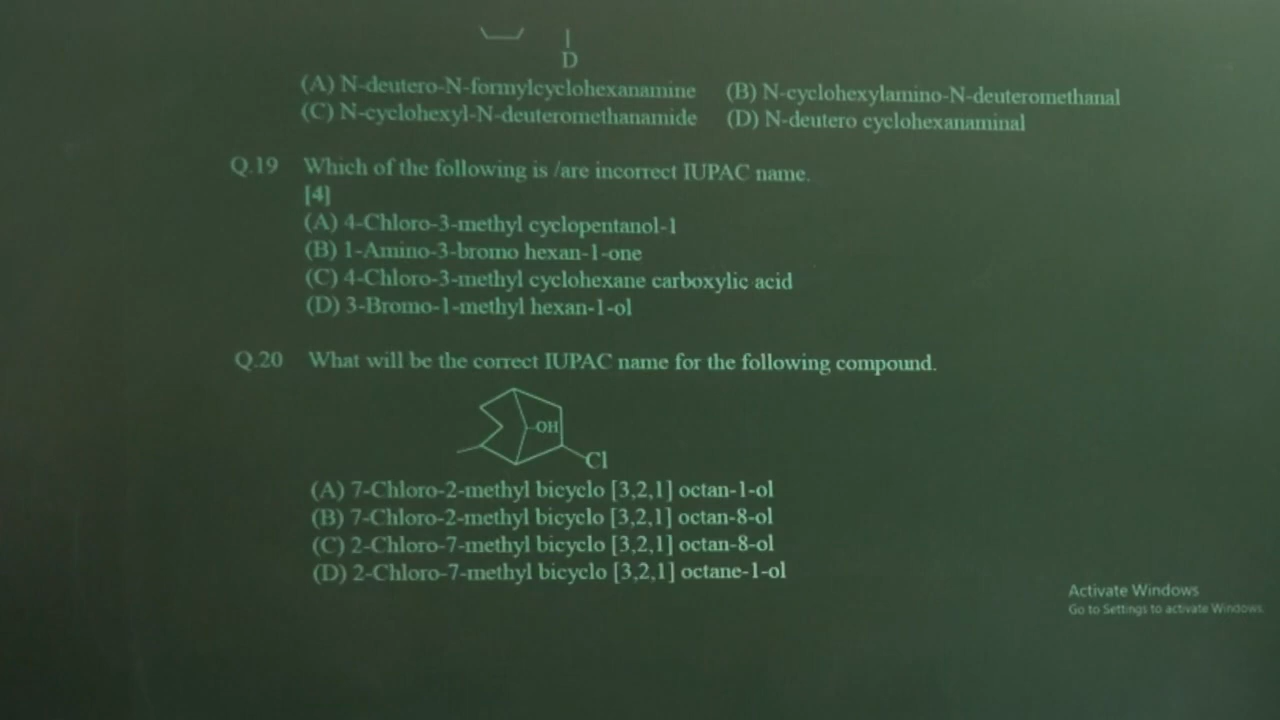 D
(A) N-deutero-N-formylcyclohexanamine (B) N-cyclohexylamino-N-deuteromethanal
(C) N-cyclohexyl-N-deuteromethanamide (D) N-deutero cyclohexanaminal
Q.19 Which of the following is /are incorrect IUPAC name.
[4]
(A) 4-Chloro-3-methyl cyclopentanol-1
(B) 1-Amino-3-bromo hexan-1-one
(C) 4-Chloro-3-methyl cyclohexane carboxylic acid
(D) 3-Bromo-1-methyl hexan-1-ol
Q.20 What will be the correct IUPAC name for the following compound.
OH
Cl
(A) 7-Chloro-2-methyl bicyclo [3,2,1] octan-1-ol
(B) 7-Chloro-2-methyl bicyclo [3,2,1] octan-8-ol
(C) 2-Chloro-7-methyl bicyclo [3,2,1] octan-8-ol
(D) 2-Chloro-7-methyl bicyclo [3,2,1] octane-1-ol
Activate Windows
Go to Settings to activate Windows.